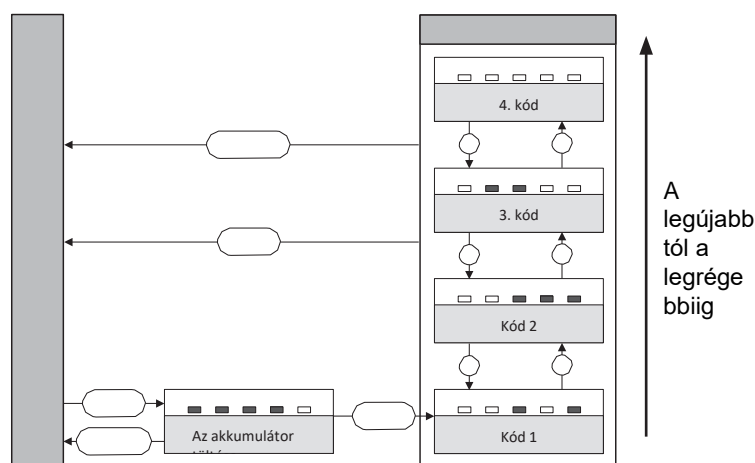 4. kód
3. kód
Kód 2
Kód 1
Az akkumulátor
A
legújabb
tól a
legrége
bbiig